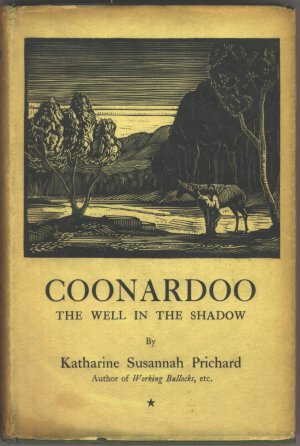 COONARDOO
THE WELL IN THE SHADOW
By
Katharine Susannah Prichard
Author of Working Bullocks, etc.